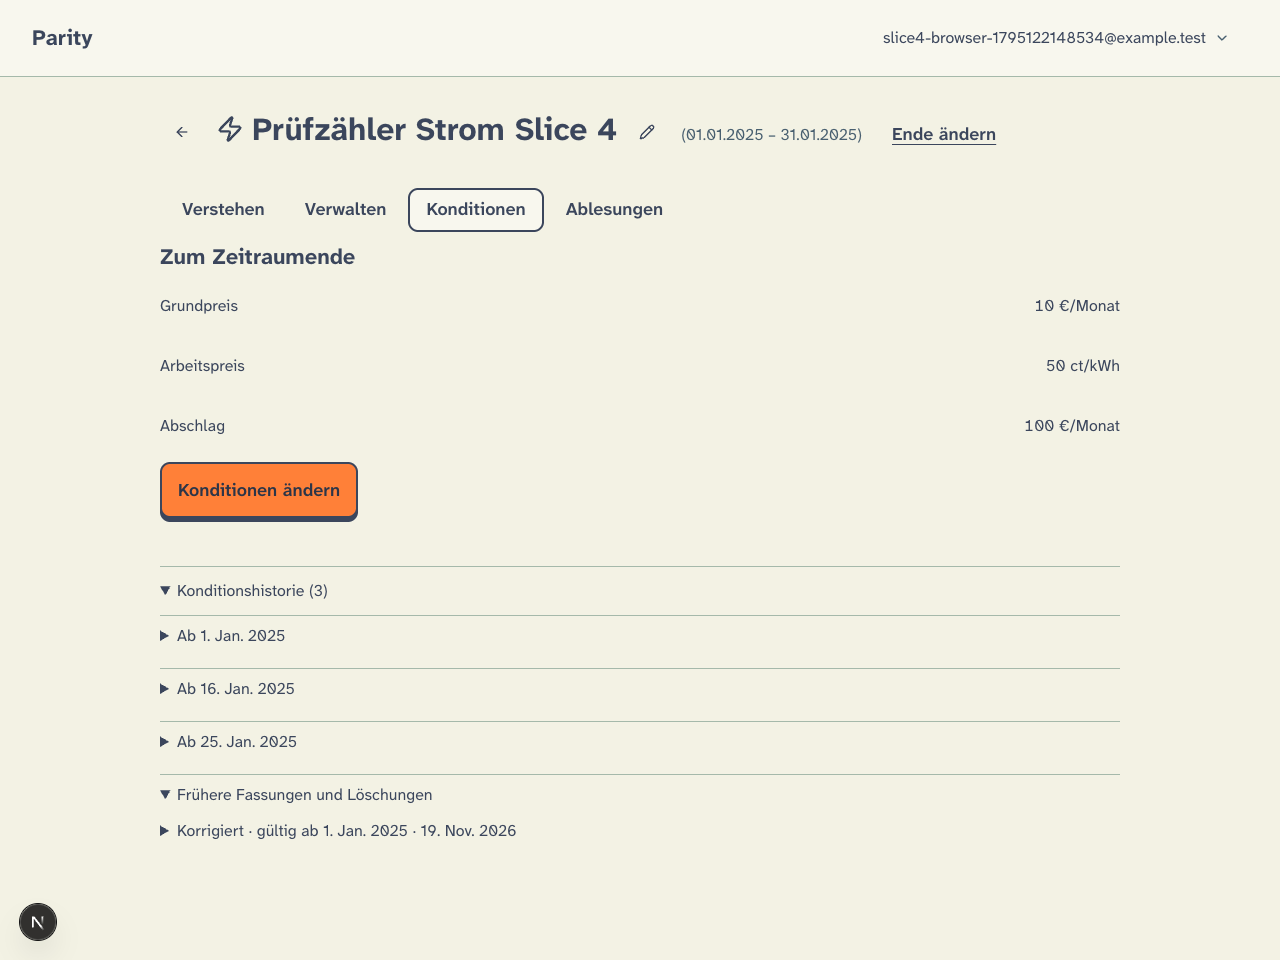 Parity
slice4-browser-1795122148534@example.test
Prüfzähler Strom Slice 4
(01.01.2025 – 31.01.2025)
Ende ändern
Verstehen
Verwalten
Konditionen
Ablesungen
Zum Zeitraumende
Grundpreis
10 €/Monat
Arbeitspreis
50 ct/kWh
Abschlag
100 €/Monat
Konditionen ändern
Konditionshistorie (3)
Ab 1. Jan. 2025
Ab 16. Jan. 2025
Ab 25. Jan. 2025
Frühere Fassungen und Löschungen
Korrigiert · gültig ab 1. Jan. 2025 · 19. Nov. 2026
N